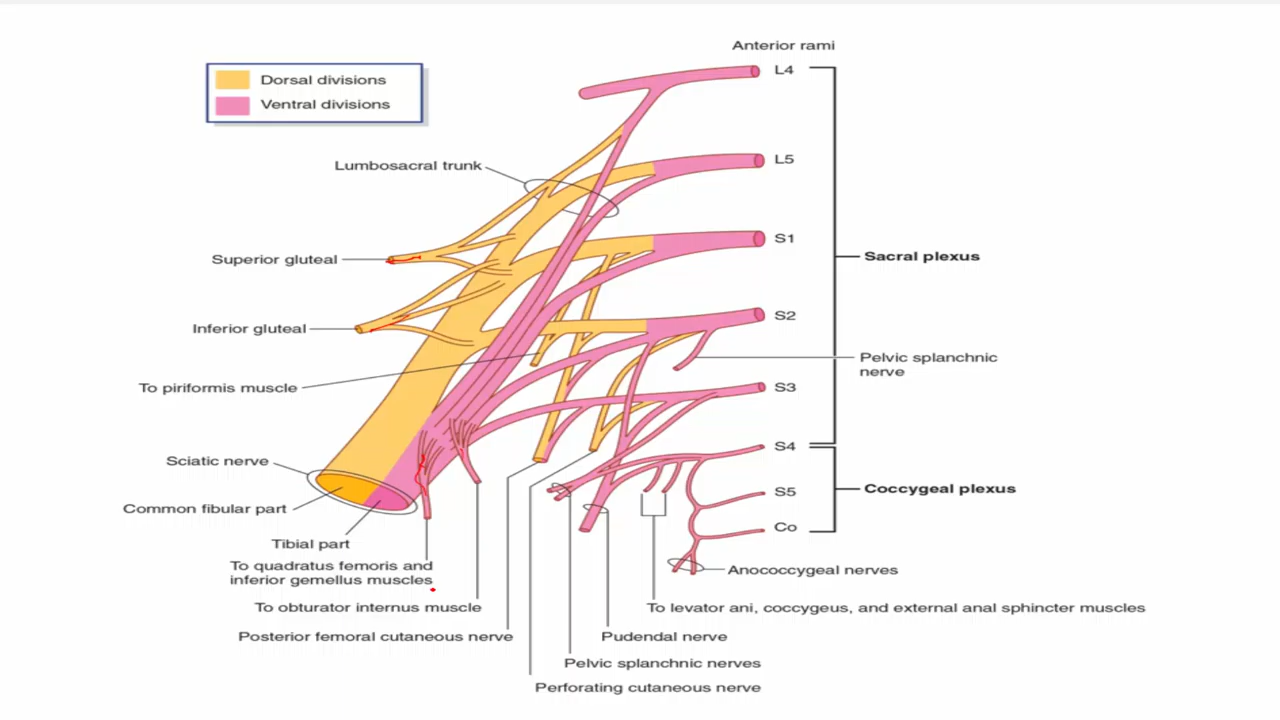 Anterior rami
L4
Dorsal divisions
Ventral divisions
L5
Lumbosacral trunk
S1
Superior gluteal
Sacral plexus
S2
Inferior gluteal
Pelvic splanchnic
nerve
To piriformis muscle
S3
S4
Sciatic nerve
Coccygeal plexus
S5
Common fibular part
Co
Tibial part
To quadratus femoris and
inferior gemellus muscles
Anococcygeal nerves
To obturator internus muscle
To levator ani, coccygeus, and external anal sphincter muscles
Posterior femoral cutaneous nerve
Pudendal nerve
Pelvic splanchnic nerves
Perforating cutaneous nerve